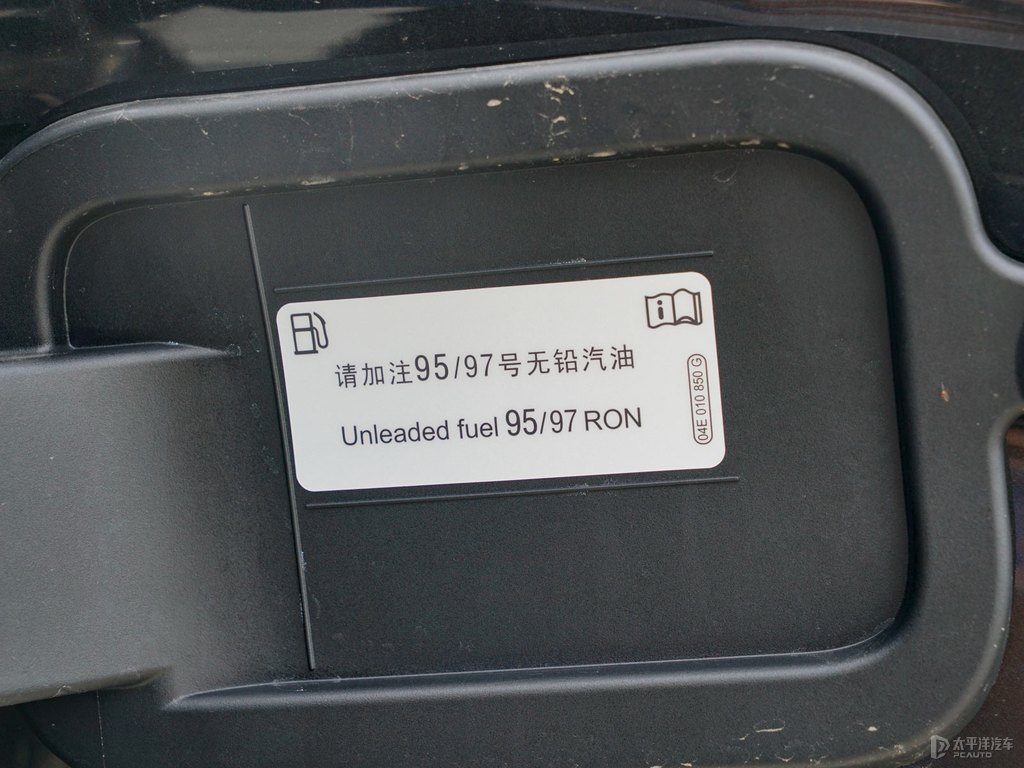 请加注95/97号无铅汽油
Unleaded fuel 95/97 RON
04E 010 850 G
太平洋汽车
PCAUTO